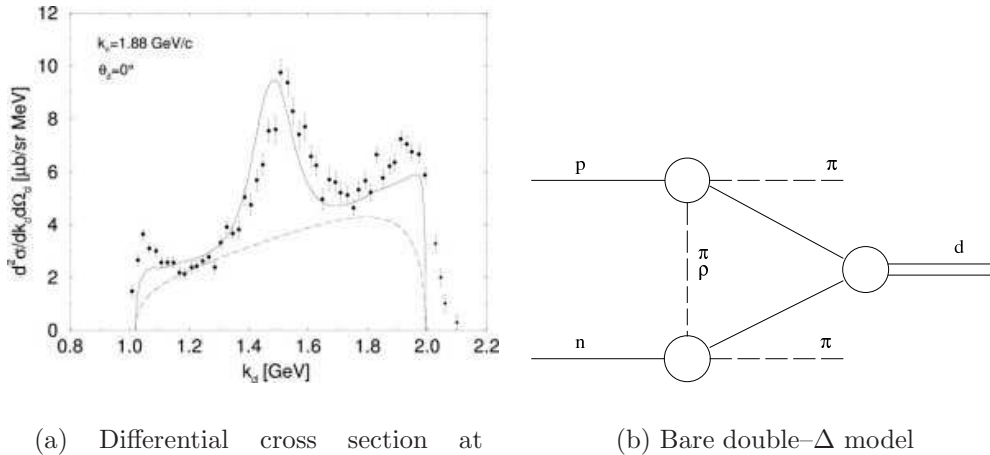 k_n=1.88 GeV/c
θ_d=0°
12
10
8
6
4
2
0
0.8 1.0 1.2 1.4 1.6 1.8 2.0 2.2
k_d [GeV]
d²σ/dk_d dΩ_d [μb/sr MeV]
p
π
π
ρ
d
n
π
(a) Differential cross section at
(b) Bare double–Δ model